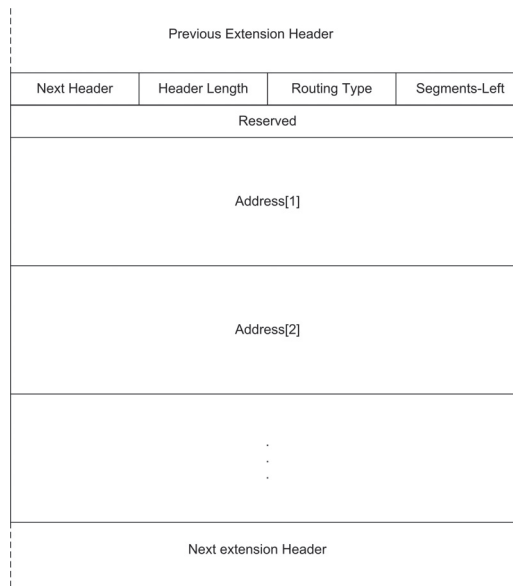 Previous Extension Header
Next Header Header Length Routing Type Segments-Left
Reserved
Address[1]
Address[2]
.
.
.
Next extension Header